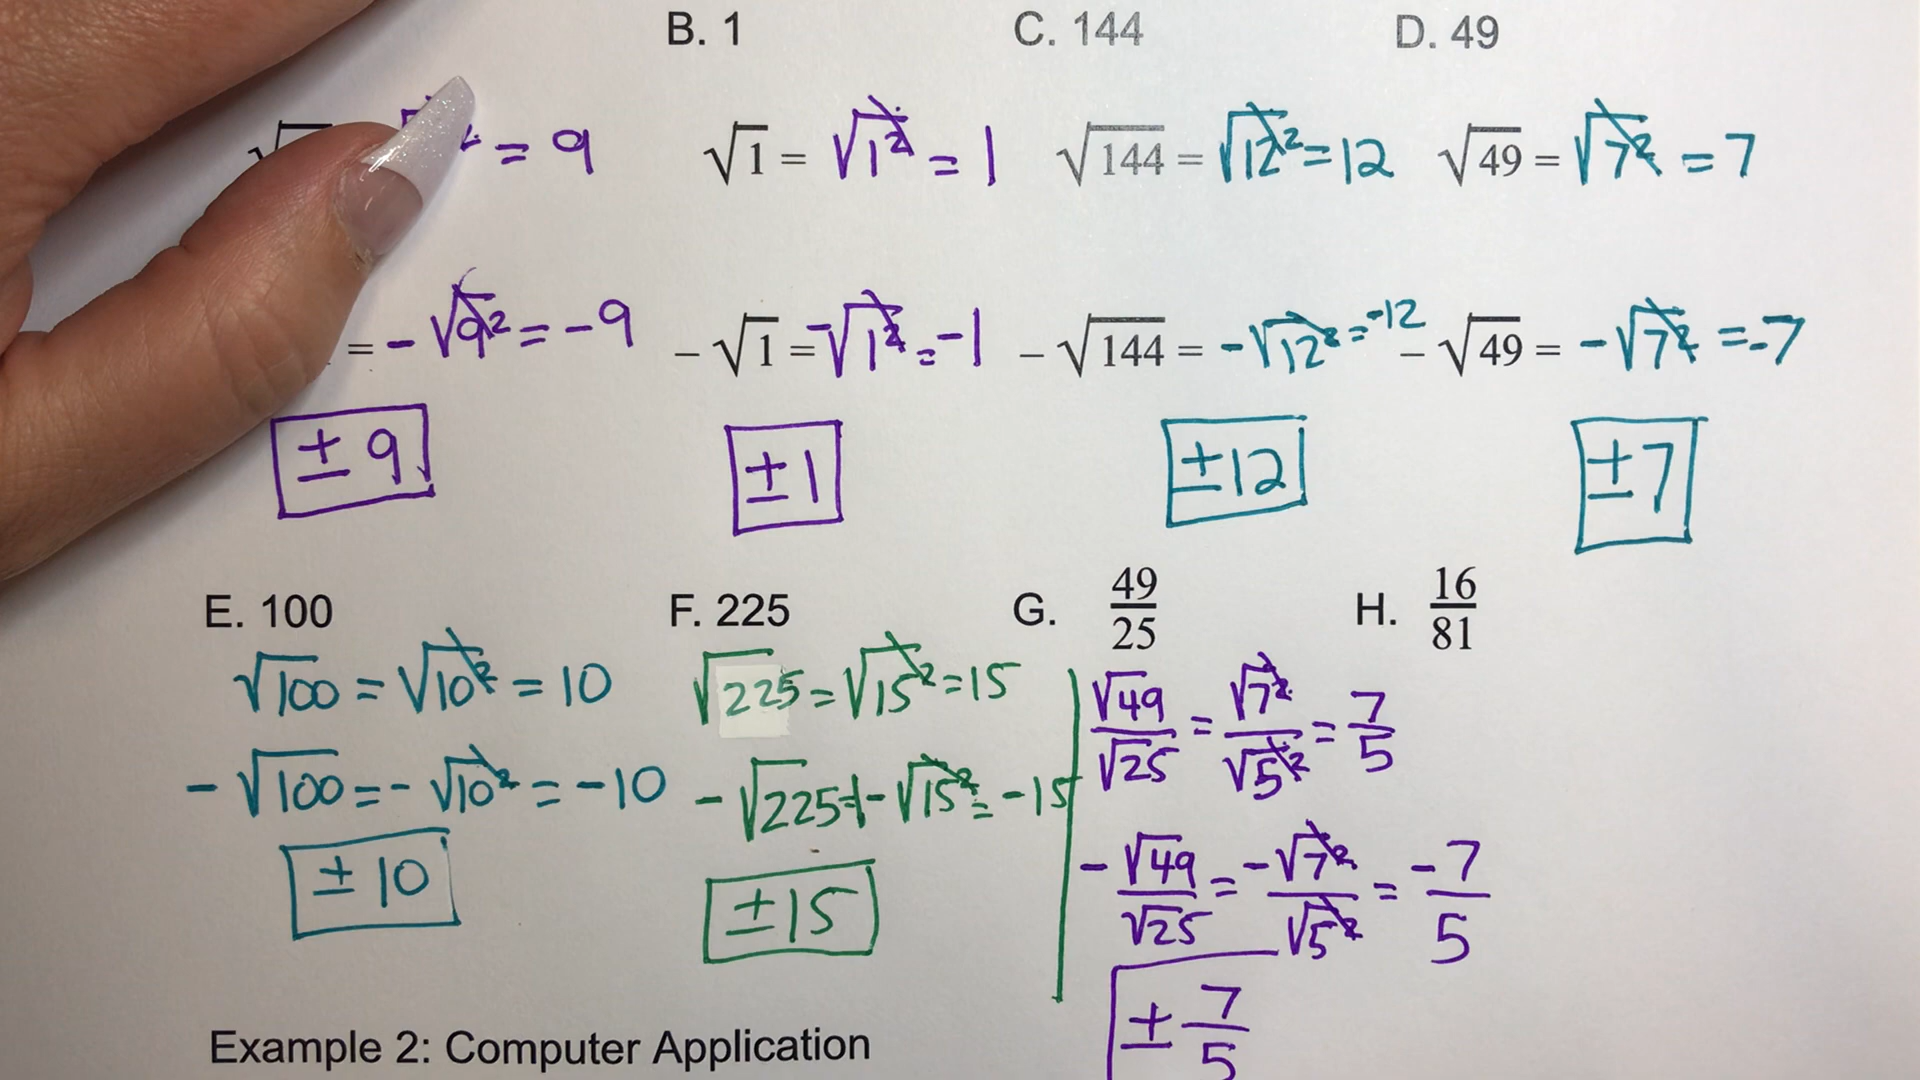 B. 1 C. 144 D. 49
= 9 √1 = √1² = 1 √144 = √12² = 12 √49 = √7² = 7
= - √9² = -9 - √1 = -√1² = -1 - √144 = -√12² = -12 - √49 = -√7² = -7
± 9 ±1 ±12 ±7
E. 100 F. 225 G. 49/25 H. 16/81
√100 = √10² = 10 √225 = √15² = 15 √49/√25 = √7²/√5² = 7/5
- √100 = - √10² = -10 - √225 = -√15² = -15 - √49/√25 = -√7²/√5² = -7/5
± 10 ±15 ± 7/5
Example 2: Computer Application